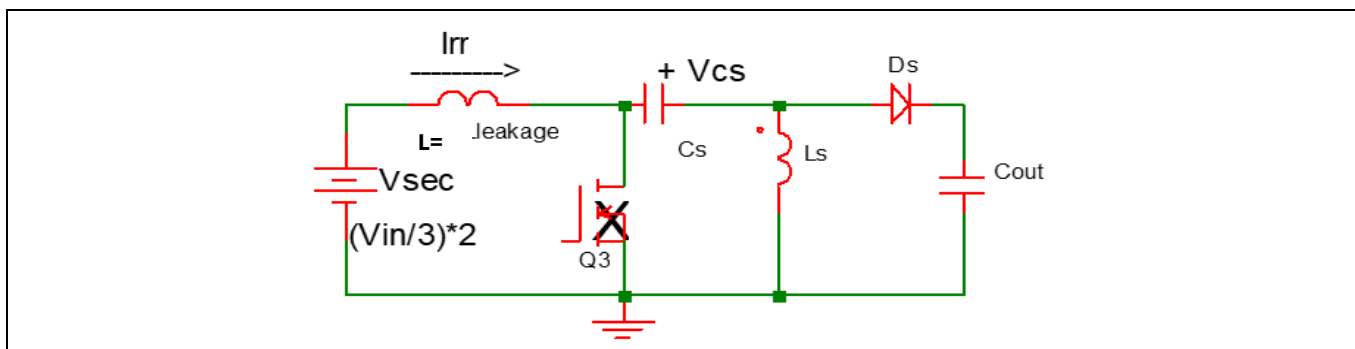 Irr
--------->
+ Vcs
Ds
L=
leakage
Cs
Ls
Cout
Vsec
(Vin/3)*2
Q3